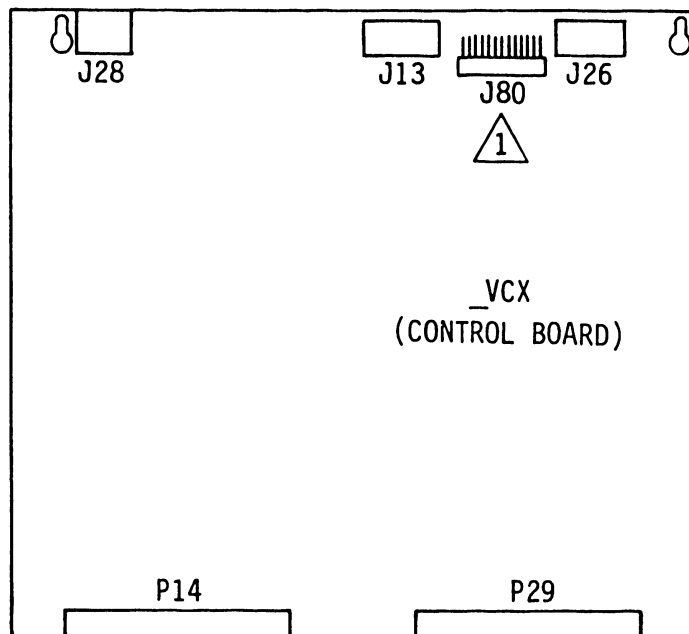 J28
J13
J80
J26
1
_VCX
(CONTROL BOARD)
P14
P29